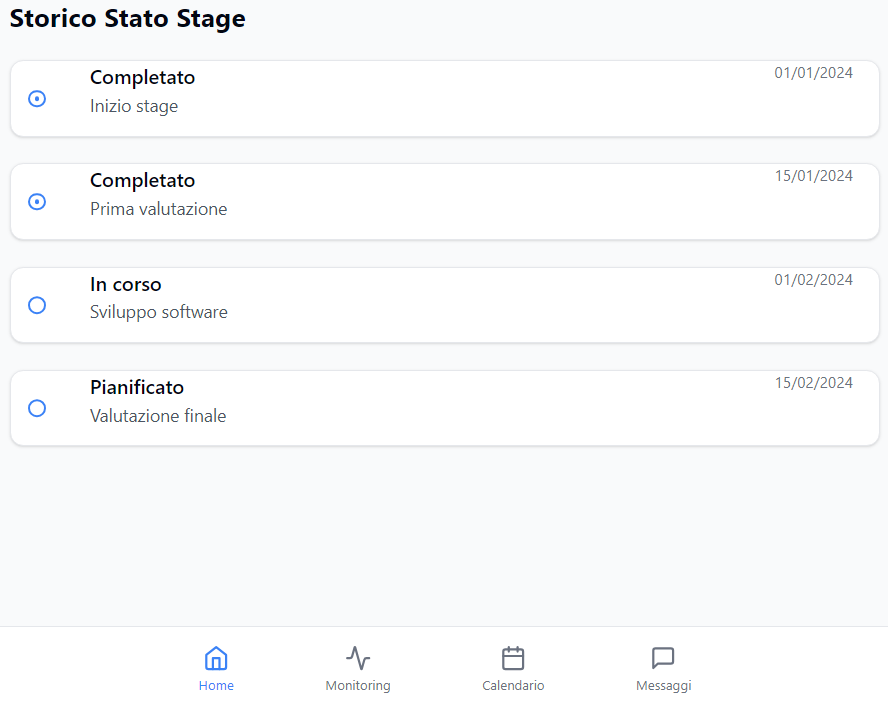 Storico Stato Stage
Completato
01/01/2024
Inizio stage
Completato
15/01/2024
Prima valutazione
In corso
01/02/2024
Sviluppo software
Pianificato
15/02/2024
Valutazione finale
Home
Monitoring
Calendario
Messaggi